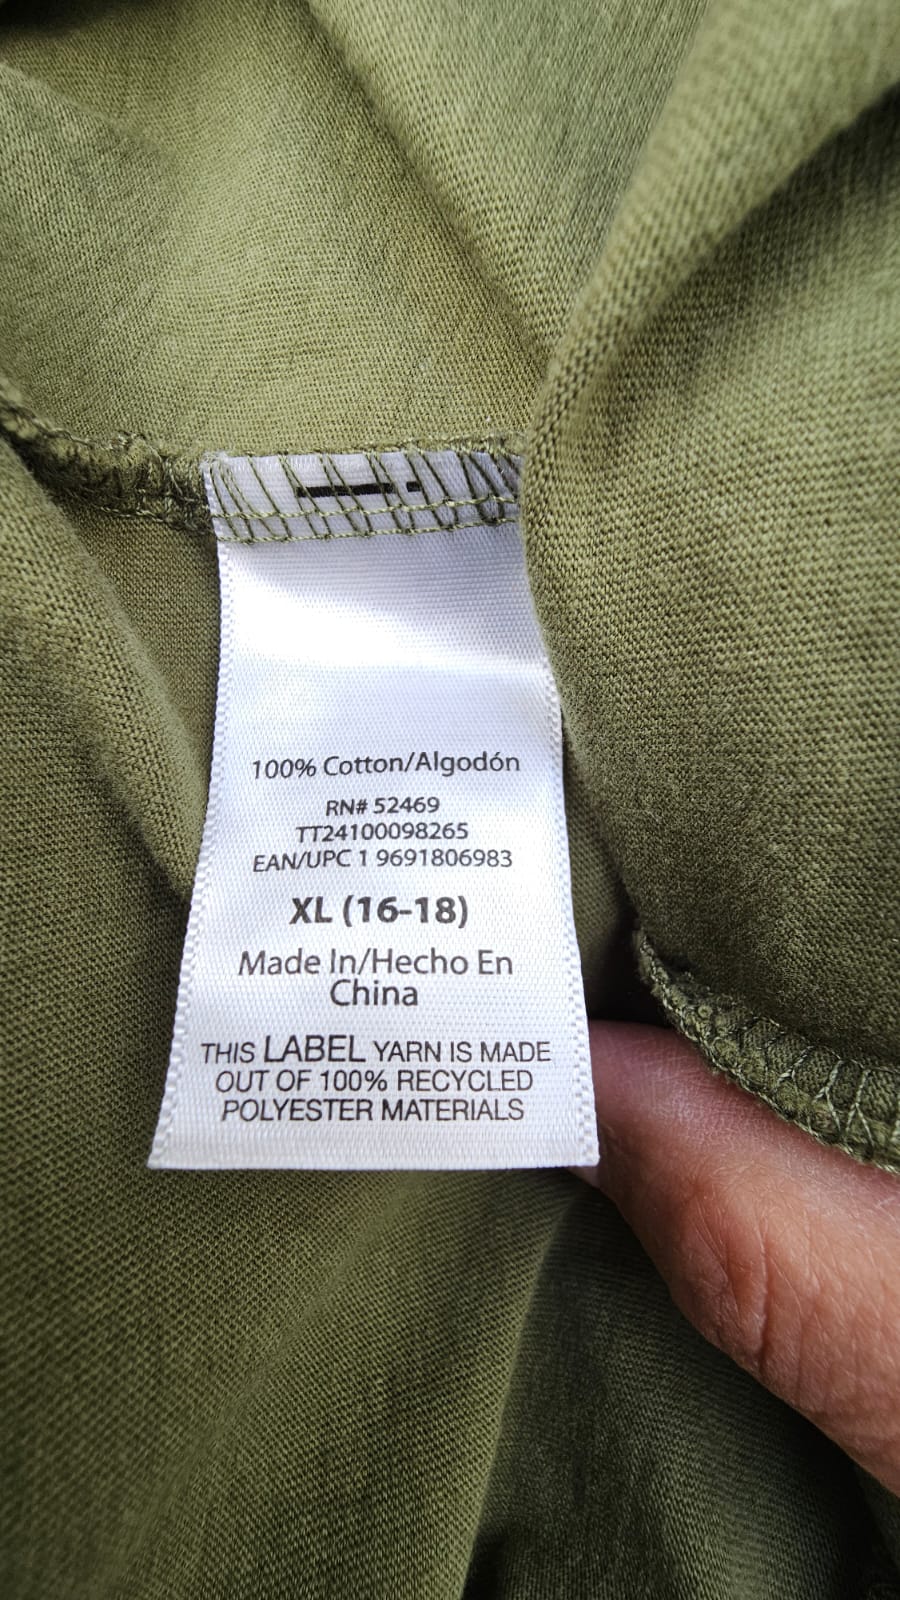 100% Cotton/Algodón
RN# 52469
TT24100098265
EAN/UPC 1 9691806983
XL (16-18)
Made In/Hecho En
China
THIS LABEL YARN IS MADE
OUT OF 100% RECYCLED
POLYESTER MATERIALS